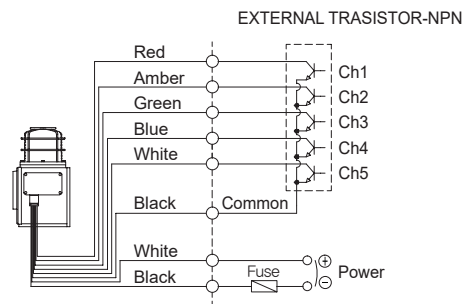 EXTERNAL TRASISTOR-NPN
Red
Ch1
Amber
Ch2
Green
Ch3
Blue
Ch4
White
Ch5
Black Common
White
Black Fuse
⊕
⊖
Power